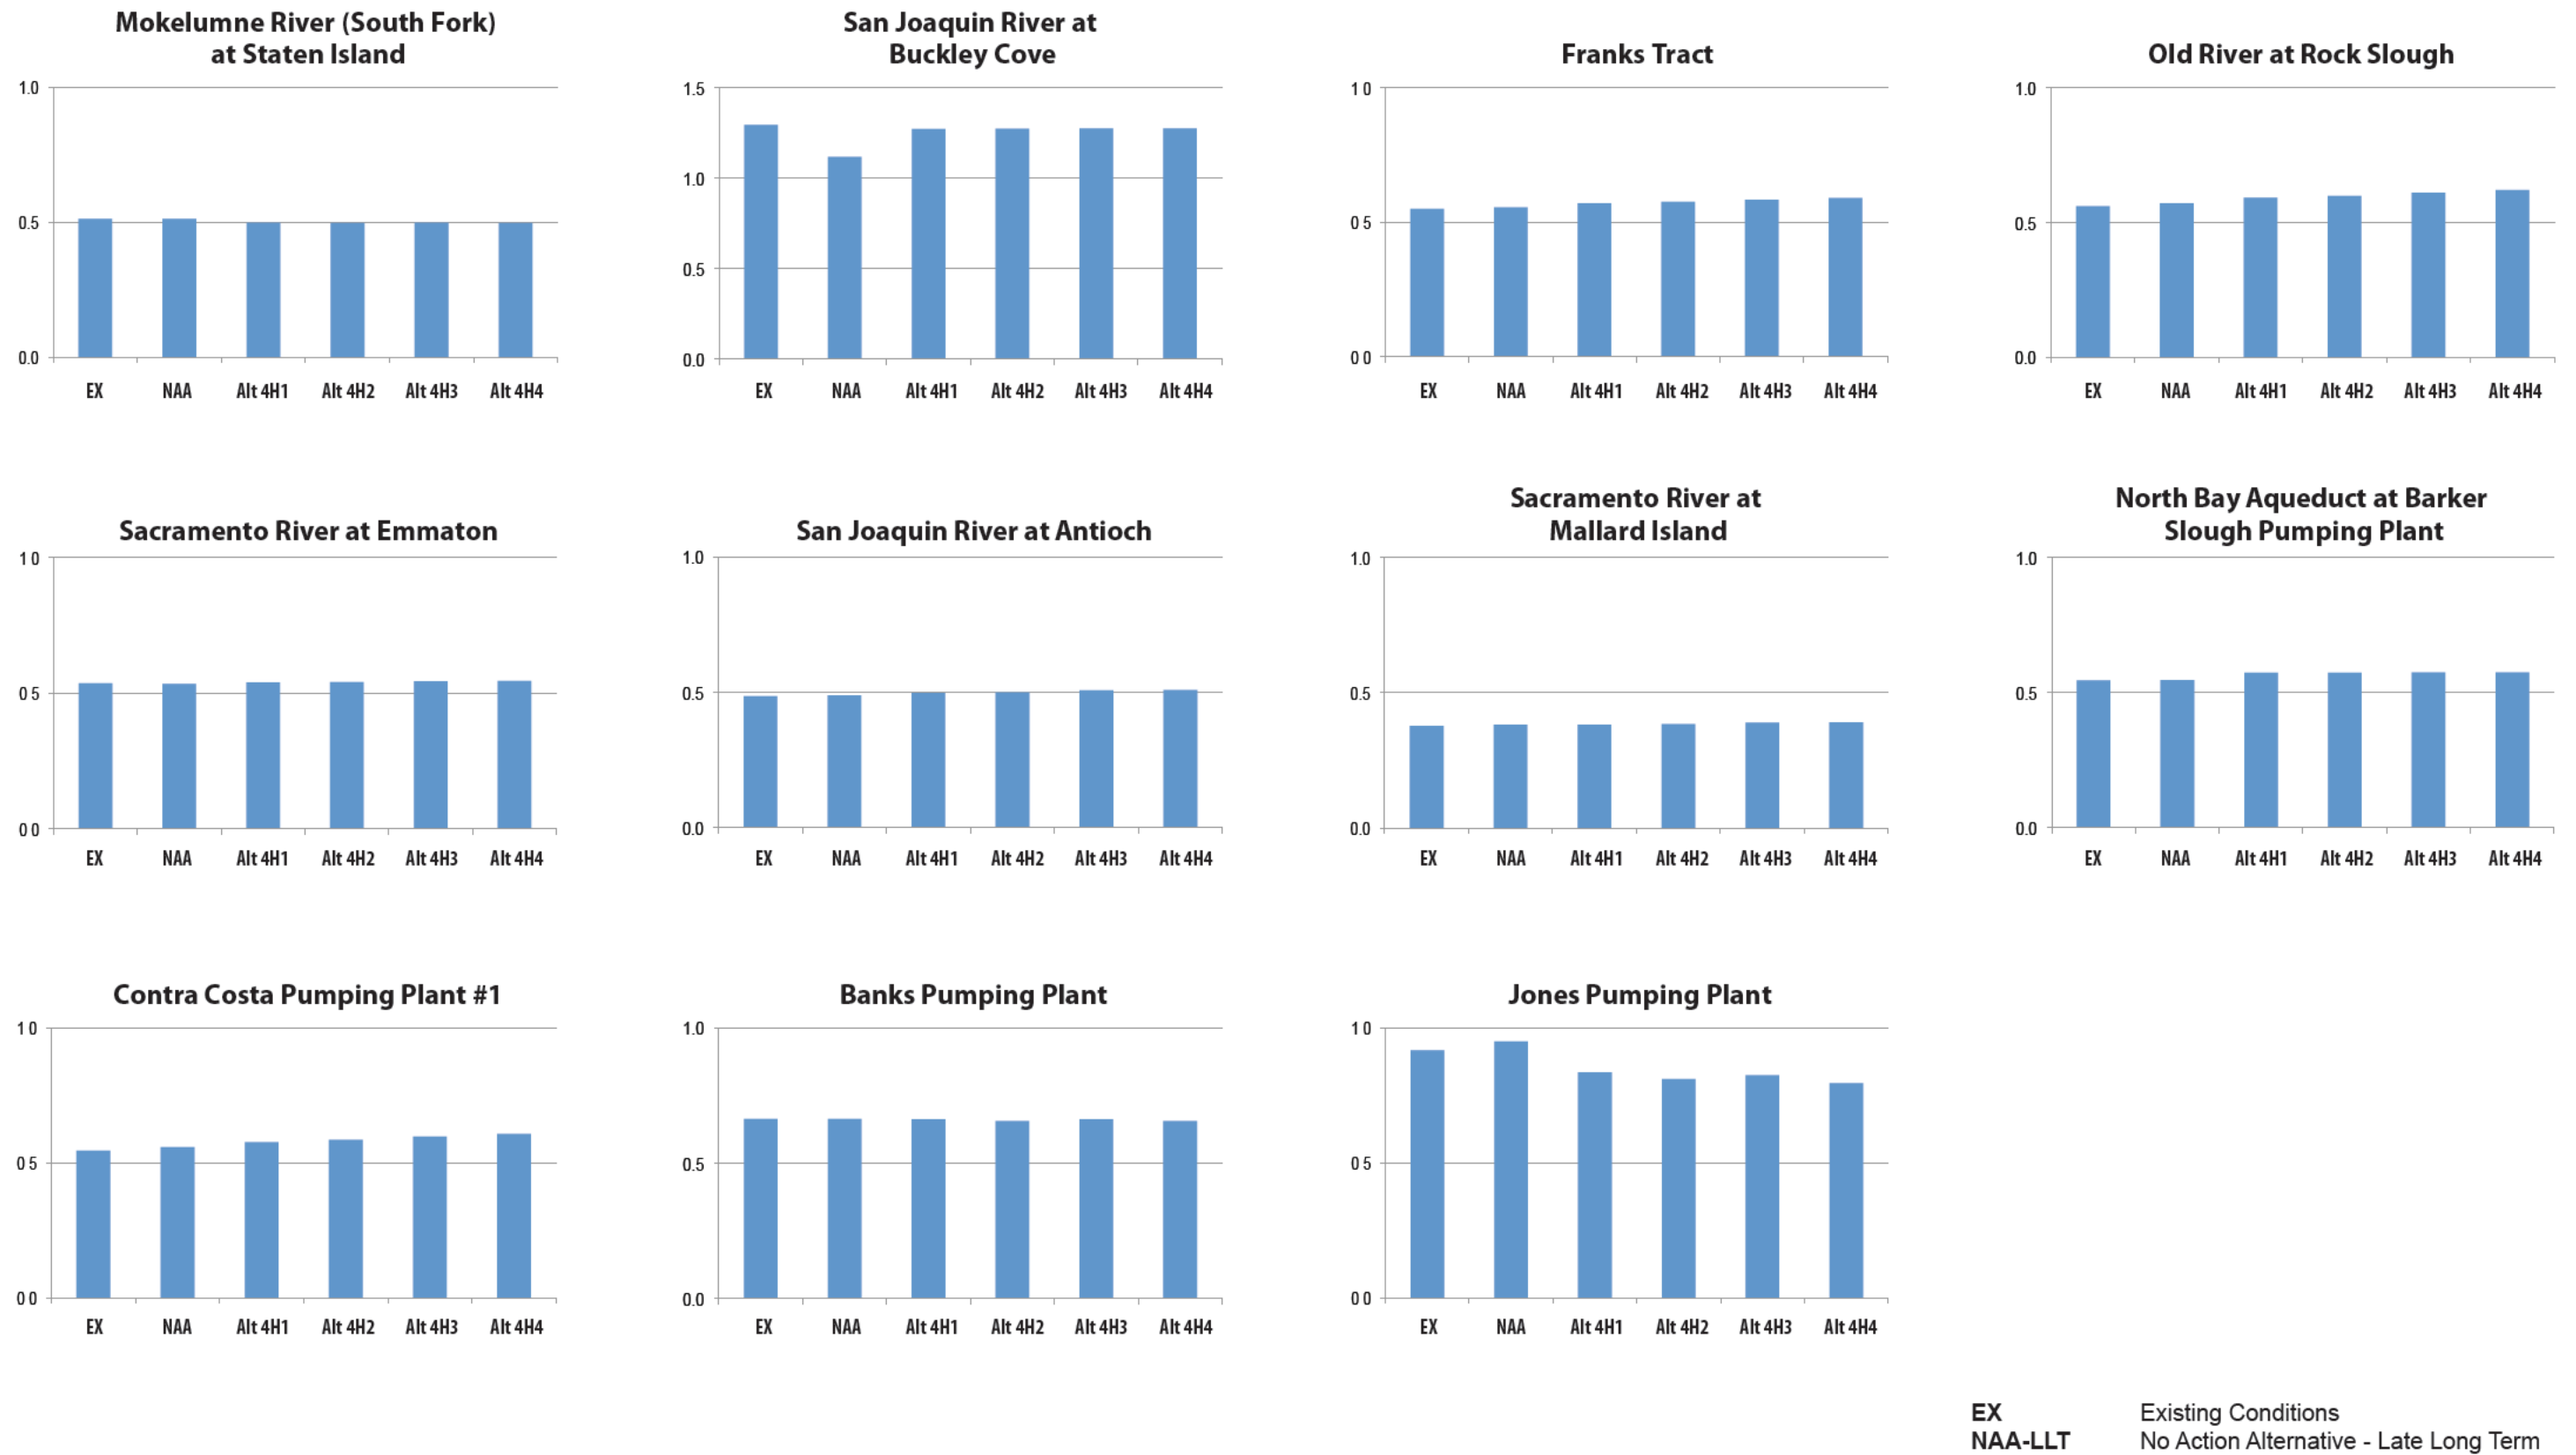 Mokelumne River (South Fork)
at Staten Island
1.0
0.5
0.0
EX NAA Alt 4H1 Alt 4H2 Alt 4H3 Alt 4H4
San Joaquin River at
Buckley Cove
1.5
1.0
0.5
0.0
EX NAA Alt 4H1 Alt 4H2 Alt 4H3 Alt 4H4
Franks Tract
1 0
0 5
0 0
EX NAA Alt 4H1 Alt 4H2 Alt 4H3 Alt 4H4
Old River at Rock Slough
1.0
0.5
0.0
EX NAA Alt 4H1 Alt 4H2 Alt 4H3 Alt 4H4
Sacramento River at Emmaton
1 0
0 5
0 0
EX NAA Alt 4H1 Alt 4H2 Alt 4H3 Alt 4H4
San Joaquin River at Antioch
1.0
0.5
0.0
EX NAA Alt 4H1 Alt 4H2 Alt 4H3 Alt 4H4
Sacramento River at
Mallard Island
1.0
0.5
0.0
EX NAA Alt 4H1 Alt 4H2 Alt 4H3 Alt 4H4
North Bay Aqueduct at Barker
Slough Pumping Plant
1.0
0.5
0.0
EX NAA Alt 4H1 Alt 4H2 Alt 4H3 Alt 4H4
Contra Costa Pumping Plant #1
1 0
0 5
0 0
EX NAA Alt 4H1 Alt 4H2 Alt 4H3 Alt 4H4
Banks Pumping Plant
1.0
0.5
0.0
EX NAA Alt 4H1 Alt 4H2 Alt 4H3 Alt 4H4
Jones Pumping Plant
1 0
0 5
0 0
EX NAA Alt 4H1 Alt 4H2 Alt 4H3 Alt 4H4
EX Existing Conditions
NAA-LLT No Action Alternative - Late Long Term